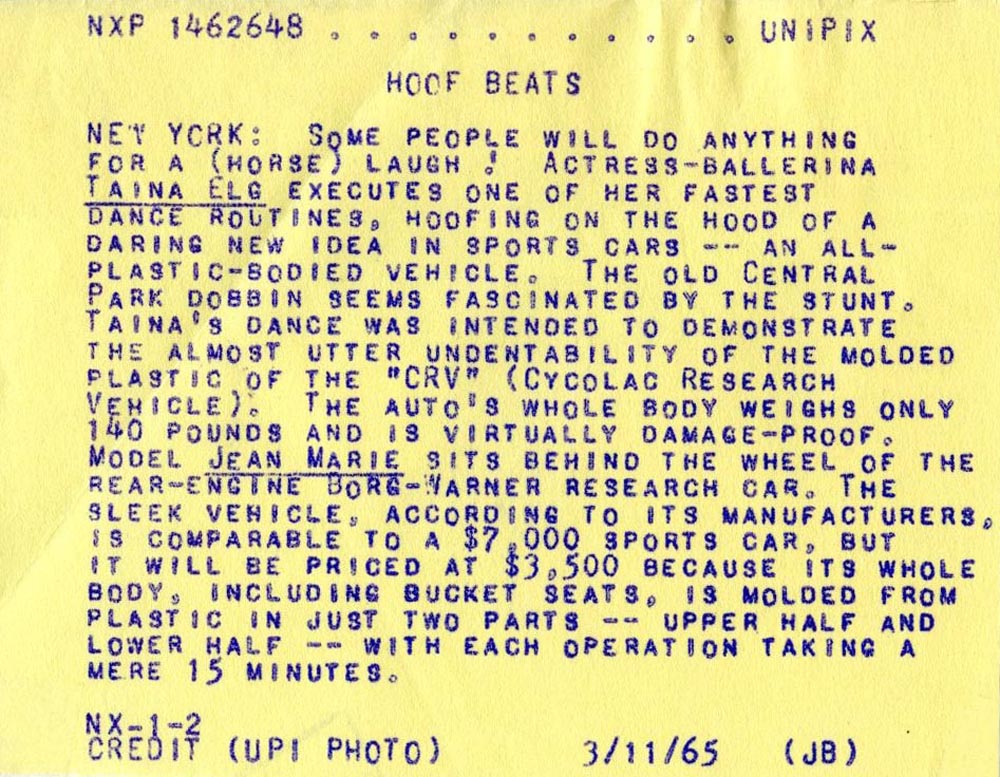 NXP 1462648 . . . . . . . . . . . . UNIPIX
HOOF BEATS
NEW YORK: SOME PEOPLE WILL DO ANYTHING
FOR A (HORSE) LAUGH ! ACTRESS-BALLERINA
TAINA ELG EXECUTES ONE OF HER FASTEST
DANCE ROUTINES, HOOFING ON THE HOOD OF A
DARING NEW IDEA IN SPORTS CARS -- AN ALL-
PLASTIC-BODIED VEHICLE. THE OLD CENTRAL
PARK DOBBIN SEEMS FASCINATED BY THE STUNT.
TAINA'S DANCE WAS INTENDED TO DEMONSTRATE
THE ALMOST UTTER UNDENTABILITY OF THE MOLDED
PLASTIC OF THE "CRV" (CYCOLAC RESEARCH
VEHICLE). THE AUTO'S WHOLE BODY WEIGHS ONLY
140 POUNDS AND IS VIRTUALLY DAMAGE-PROOF.
MODEL JEAN MARIE SITS BEHIND THE WHEEL OF THE
REAR-ENGINE BORG-WARNER RESEARCH CAR. THE
SLEEK VEHICLE, ACCORDING TO ITS MANUFACTURERS,
IS COMPARABLE TO A $7,000 SPORTS CAR, BUT
IT WILL BE PRICED AT $3,500 BECAUSE ITS WHOLE
BODY, INCLUDING BUCKET SEATS, IS MOLDED FROM
PLASTIC IN JUST TWO PARTS -- UPPER HALF AND
LOWER HALF -- WITH EACH OPERATION TAKING A
MERE 15 MINUTES.
NX-1-2
CREDIT (UPI PHOTO) 3/11/65 (JB)